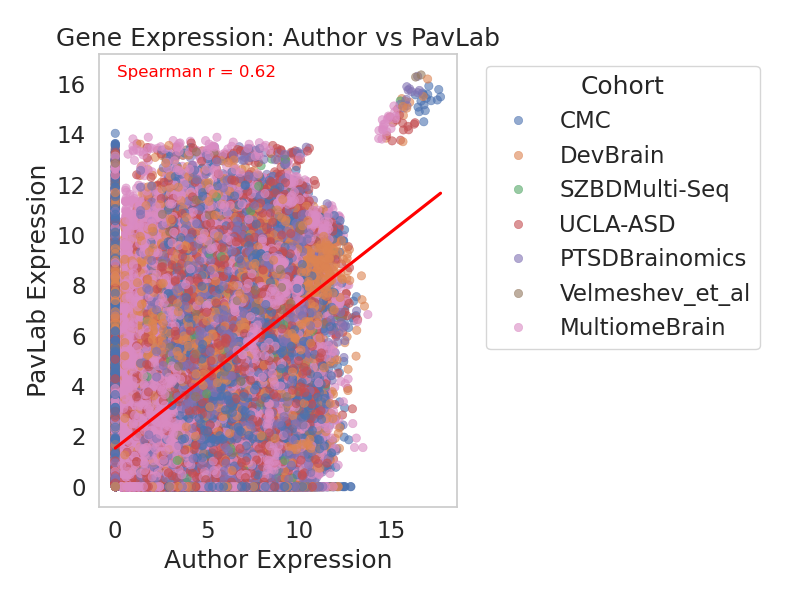 Gene Expression: Author vs PavLab
Spearman r = 0.62
PavLab Expression
16
14
12
10
8
6
4
2
0
0 5 10 15
Author Expression
Cohort
CMC
DevBrain
SZBDMulti-Seq
UCLA-ASD
PTSDBrainomics
Velmeshev_et_al
MultiomeBrain